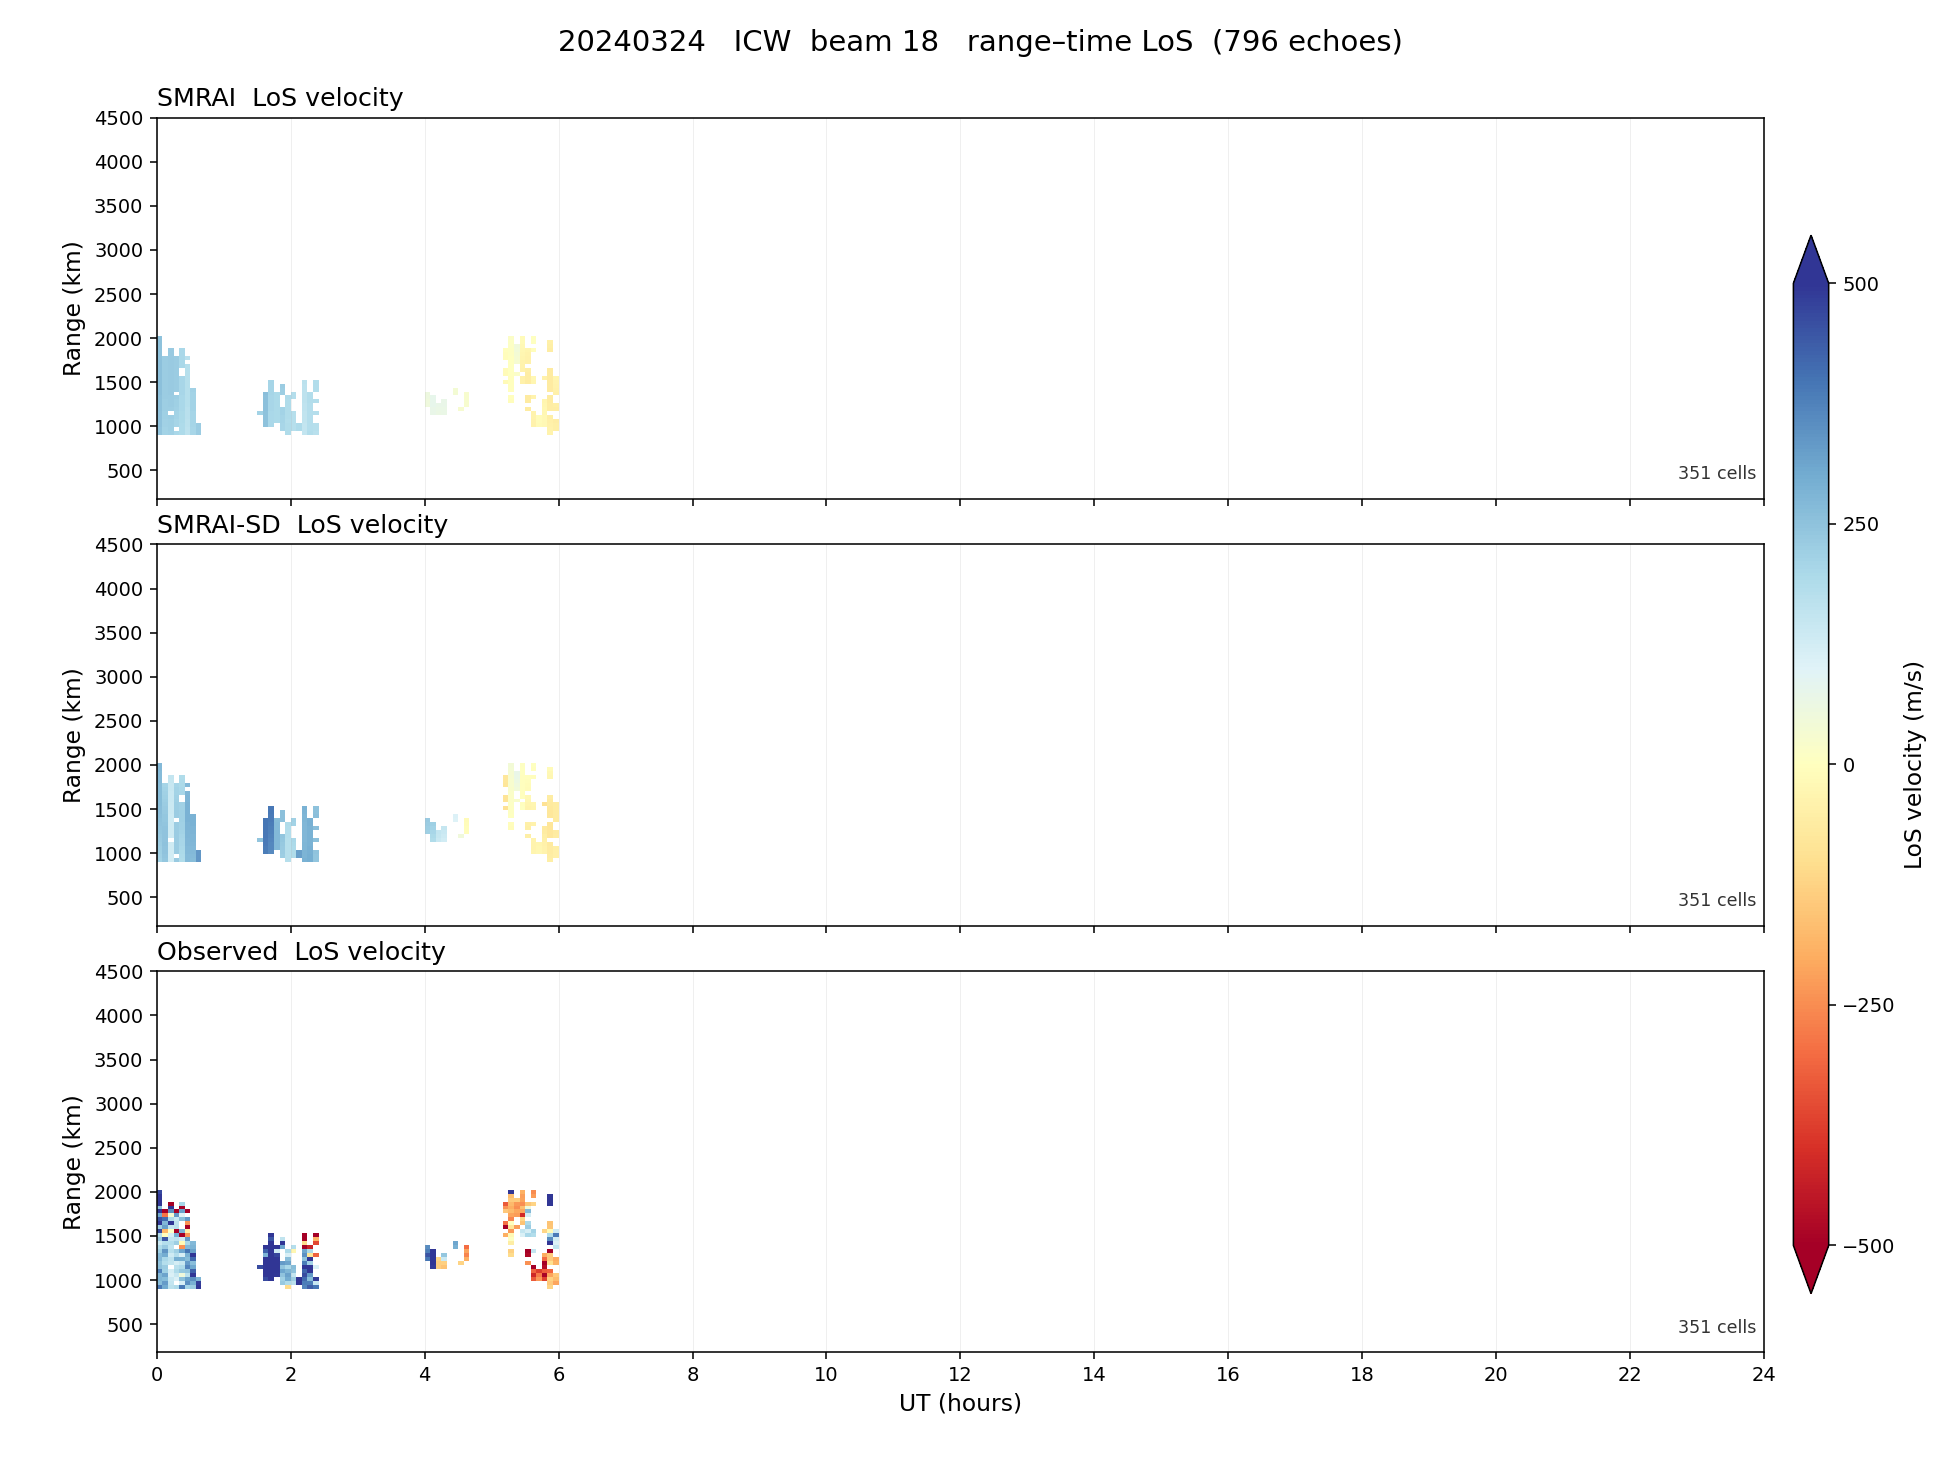 20240324   ICW  beam 18   range–time LoS  (796 echoes)
SMRAI  LoS velocity
4500
4000
3500
3000
2500
2000
1500
1000
500
Range (km)
351 cells
SMRAI-SD  LoS velocity
4500
4000
3500
3000
2500
2000
1500
1000
500
Range (km)
351 cells
Observed  LoS velocity
4500
4000
3500
3000
2500
2000
1500
1000
500
Range (km)
351 cells
0 2 4 6 8 10 12 14 16 18 20 22 24
UT (hours)
500
250
0
−250
−500
LoS velocity (m/s)